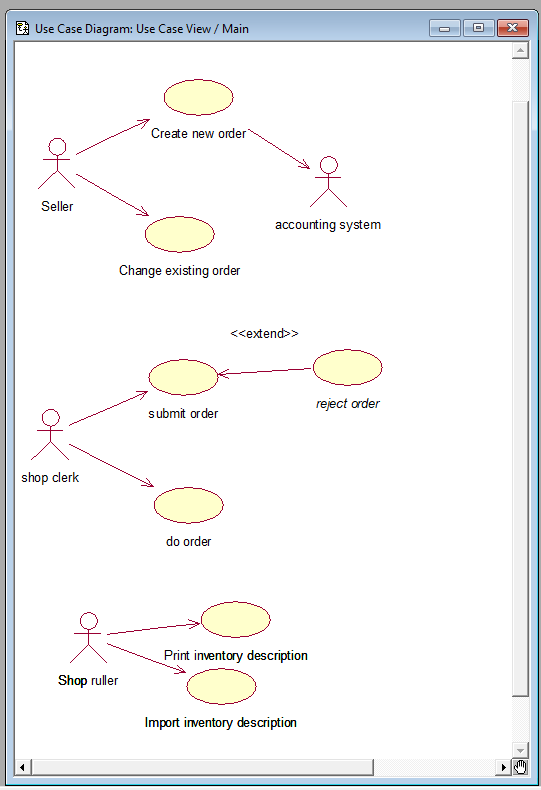 Use Case Diagram: Use Case View / Main
Create new order
Seller
accounting system
Change existing order
<<extend>>
submit order
reject order
shop clerk
do order
Print inventory description
Shop ruller
Import inventory description